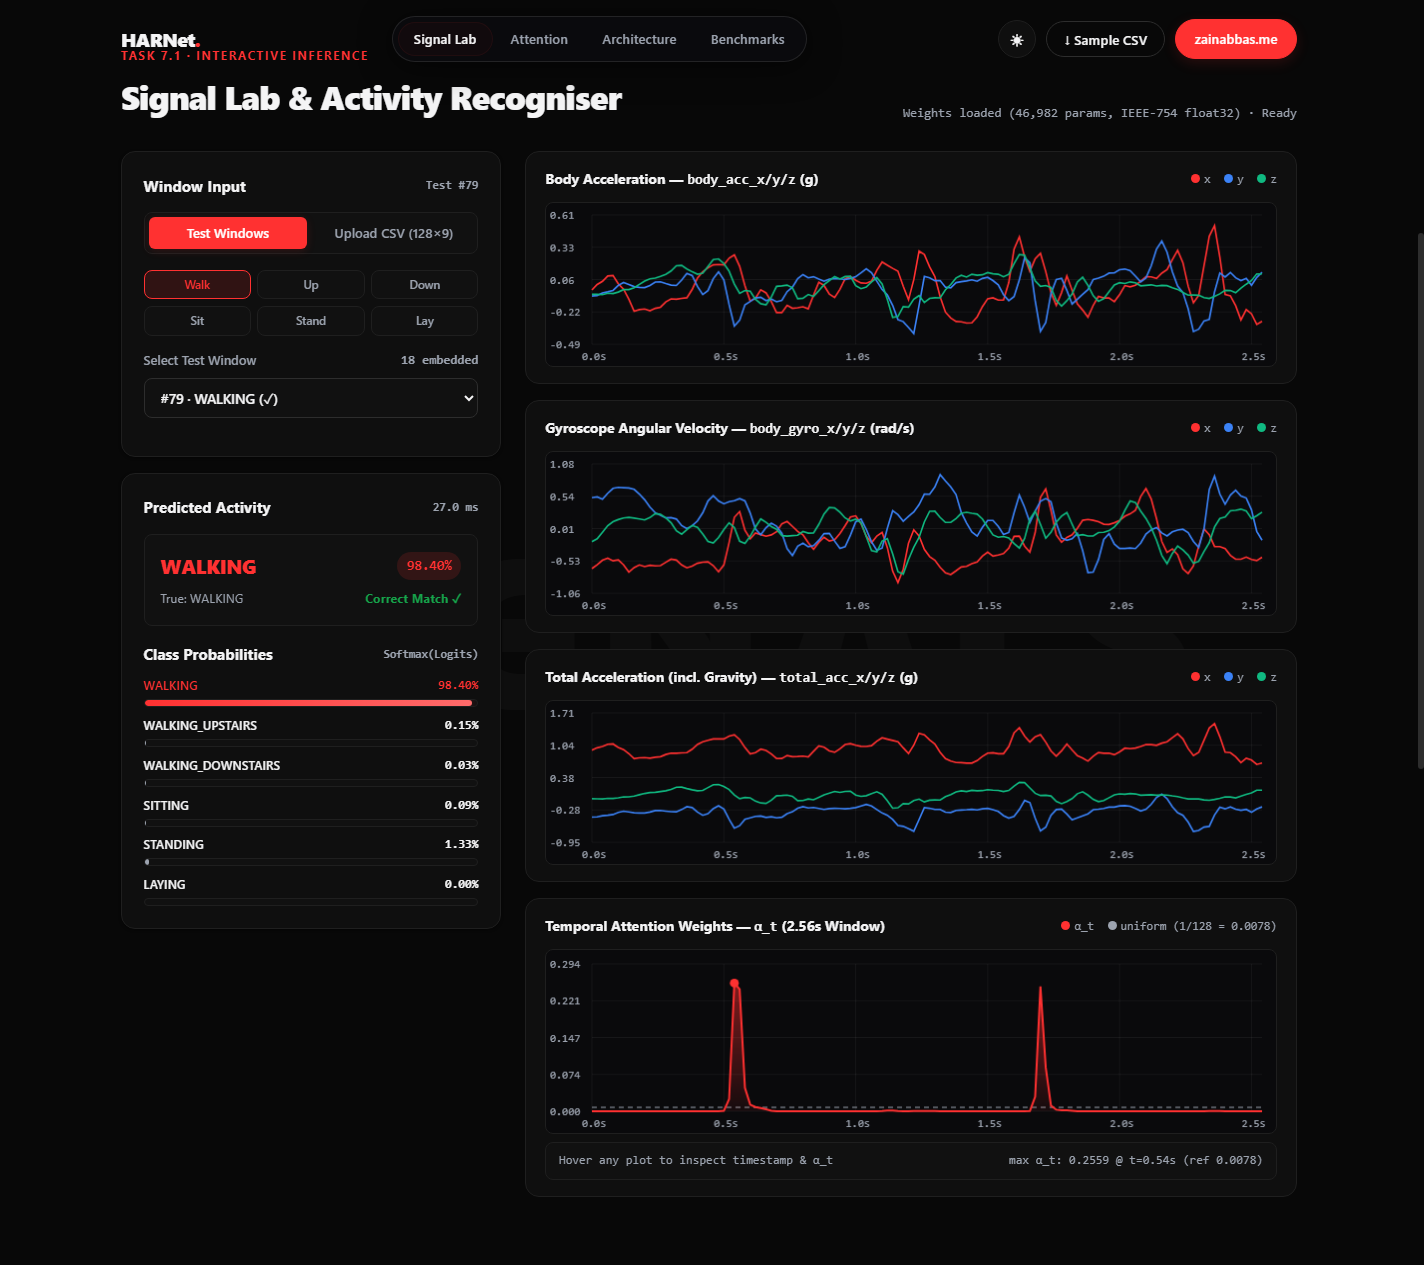 HARNet.
Signal Lab
Attention
Architecture
Benchmarks
☀
↓ Sample CSV
zainabbas.me
TASK 7.1 · INTERACTIVE INFERENCE
Signal Lab & Activity Recogniser
Weights loaded (46,982 params, IEEE-754 float32) · Ready
Window Input
Test #79
Test Windows
Upload CSV (128×9)
Walk
Up
Down
Sit
Stand
Lay
Select Test Window
18 embedded
#79 · WALKING (✓)
Predicted Activity
27.0 ms
WALKING
98.40%
True: WALKING
Correct Match ✓
Class Probabilities
Softmax(Logits)
WALKING
98.40%
WALKING_UPSTAIRS
0.15%
WALKING_DOWNSTAIRS
0.03%
SITTING
0.09%
STANDING
1.33%
LAYING
0.00%
Body Acceleration — body_acc_x/y/z (g)
x y z
0.61
0.33
0.06
-0.22
-0.49
0.0s 0.5s 1.0s 1.5s 2.0s 2.5s
Gyroscope Angular Velocity — body_gyro_x/y/z (rad/s)
x y z
1.08
0.54
0.01
-0.53
-1.06
0.0s 0.5s 1.0s 1.5s 2.0s 2.5s
Total Acceleration (incl. Gravity) — total_acc_x/y/z (g)
x y z
1.71
1.04
0.38
-0.28
-0.95
0.0s 0.5s 1.0s 1.5s 2.0s 2.5s
Temporal Attention Weights — α_t (2.56s Window)
α_t uniform (1/128 = 0.0078)
0.294
0.221
0.147
0.074
0.000
0.0s 0.5s 1.0s 1.5s 2.0s 2.5s
Hover any plot to inspect timestamp & α_t
max α_t: 0.2559 @ t=0.54s (ref 0.0078)